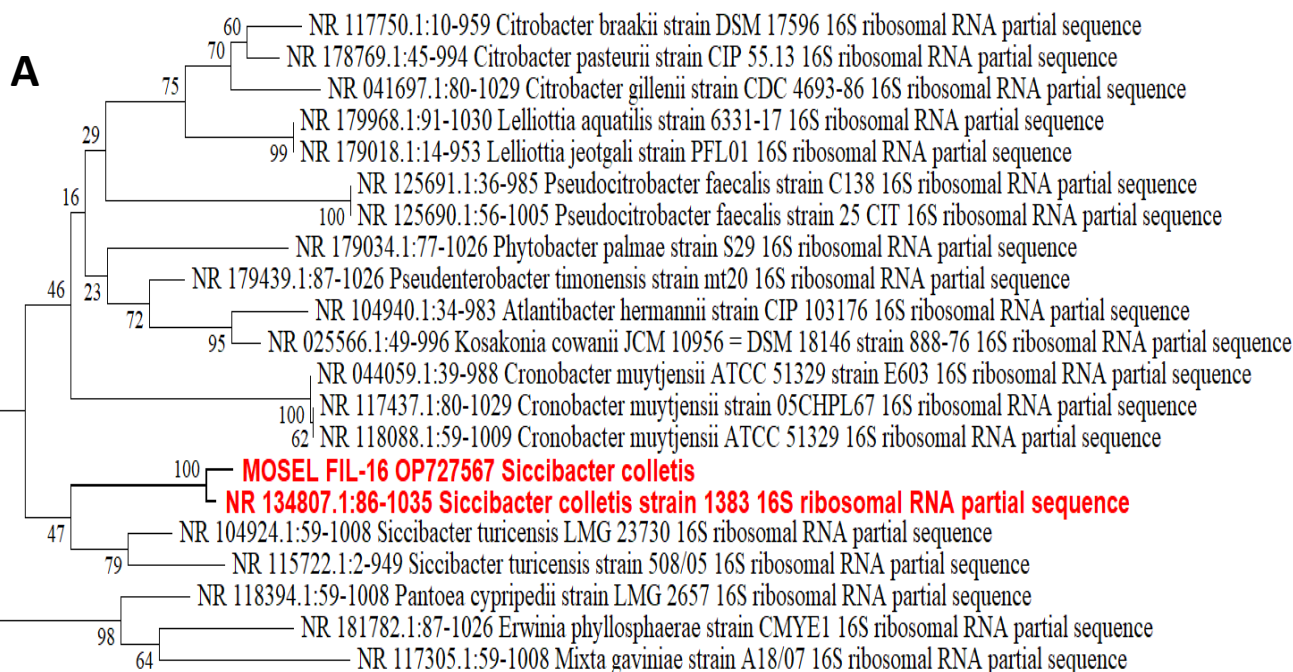 60
NR 117750.1:10-959 Citrobacter braakii strain DSM 17596 16S ribosomal RNA partial sequence
70
NR 178769.1:45-994 Citrobacter pasteurii strain CIP 55.13 16S ribosomal RNA partial sequence
A
75
NR 041697.1:80-1029 Citrobacter gillenii strain CDC 4693-86 16S ribosomal RNA partial sequence
NR 179968.1:91-1030 Lelliottia aquatilis strain 6331-17 16S ribosomal RNA partial sequence
29
99
NR 179018.1:14-953 Lelliottia jeotgali strain PFL01 16S ribosomal RNA partial sequence
NR 125691.1:36-985 Pseudocitrobacter faecalis strain C138 16S ribosomal RNA partial sequence
16
100
NR 125690.1:56-1005 Pseudocitrobacter faecalis strain 25 CIT 16S ribosomal RNA partial sequence
NR 179034.1:77-1026 Phytobacter palmae strain S29 16S ribosomal RNA partial sequence
NR 179439.1:87-1026 Pseudenterobacter timonensis strain mt20 16S ribosomal RNA partial sequence
46
23
NR 104940.1:34-983 Atlantibacter hermannii strain CIP 103176 16S ribosomal RNA partial sequence
72
95
NR 025566.1:49-996 Kosakonia cowanii JCM 10956 = DSM 18146 strain 888-76 16S ribosomal RNA partial sequence
NR 044059.1:39-988 Cronobacter muytjensii ATCC 51329 strain E603 16S ribosomal RNA partial sequence
100
NR 117437.1:80-1029 Cronobacter muytjensii strain 05CHPL67 16S ribosomal RNA partial sequence
62
NR 118088.1:59-1009 Cronobacter muytjensii ATCC 51329 16S ribosomal RNA partial sequence
100
MOSEL FIL-16 OP727567 Siccibacter colletis
NR 134807.1:86-1035 Siccibacter colletis strain 1383 16S ribosomal RNA partial sequence
47
NR 104924.1:59-1008 Siccibacter turicensis LMG 23730 16S ribosomal RNA partial sequence
79
NR 115722.1:2-949 Siccibacter turicensis strain 508/05 16S ribosomal RNA partial sequence
NR 118394.1:59-1008 Pantoea cypripedii strain LMG 2657 16S ribosomal RNA partial sequence
98
NR 181782.1:87-1026 Erwinia phyllosphaerae strain CMYE1 16S ribosomal RNA partial sequence
64
NR 117305.1:59-1008 Mixta gaviniae strain A18/07 16S ribosomal RNA partial sequence